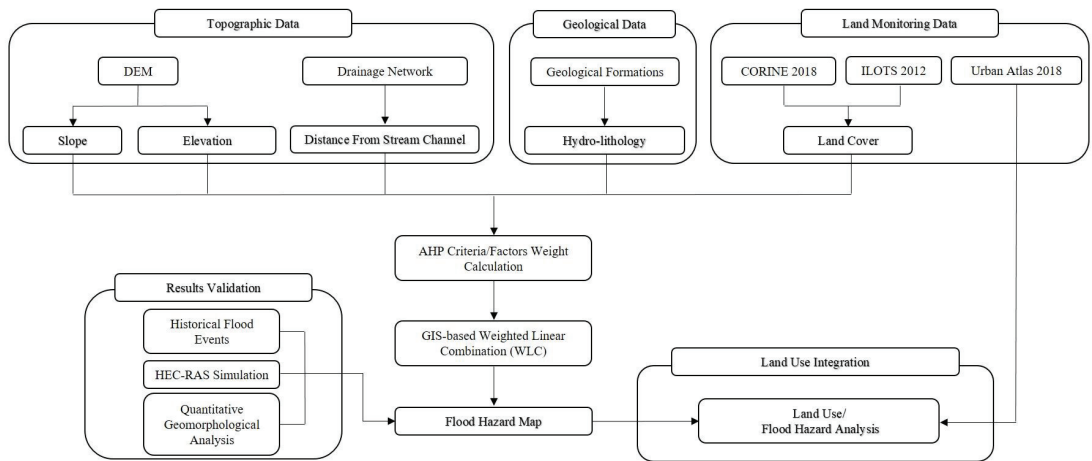 Topographic Data
Geological Data
Land Monitoring Data
DEM
Drainage Network
Geological Formations
CORINE 2018
ILOTS 2012
Urban Atlas 2018
Slope
Elevation
Distance From Stream Channel
Hydro-lithology
Land Cover
AHP Criteria/Factors Weight
Calculation
Results Validation
Historical Flood
Events
GIS-based Weighted Linear
Combination (WLC)
Land Use Integration
HEC-RAS Simulation
Quantitative
Geomorphological
Analysis
Flood Hazard Map
Land Use/
Flood Hazard Analysis